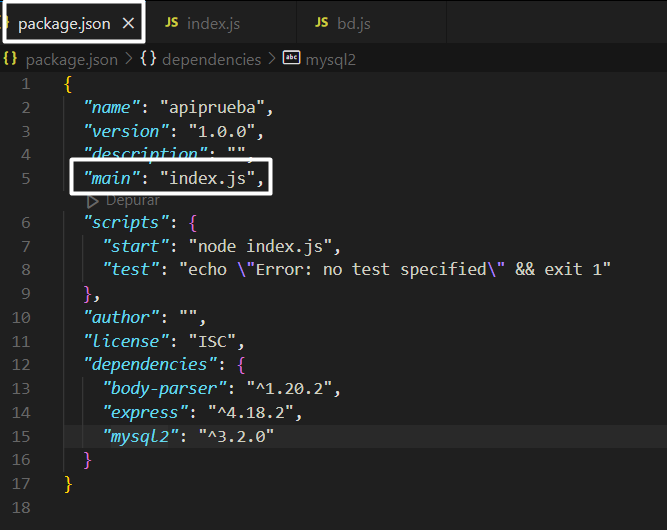 {} package.json × JS index.js JS bd.js
{} package.json > {} dependencies > abc mysql2
1 {
2 "name": "apiprueba",
3 "version": "1.0.0",
4 "description": "",
5 "main": "index.js",
Depurar
6 "scripts": {
7 "start": "node index.js",
8 "test": "echo \"Error: no test specified\" && exit 1"
9 },
10 "author": "",
11 "license": "ISC",
12 "dependencies": {
13 "body-parser": "^1.20.2",
14 "express": "^4.18.2",
15 "mysql2": "^3.2.0"
16 }
17 }
18